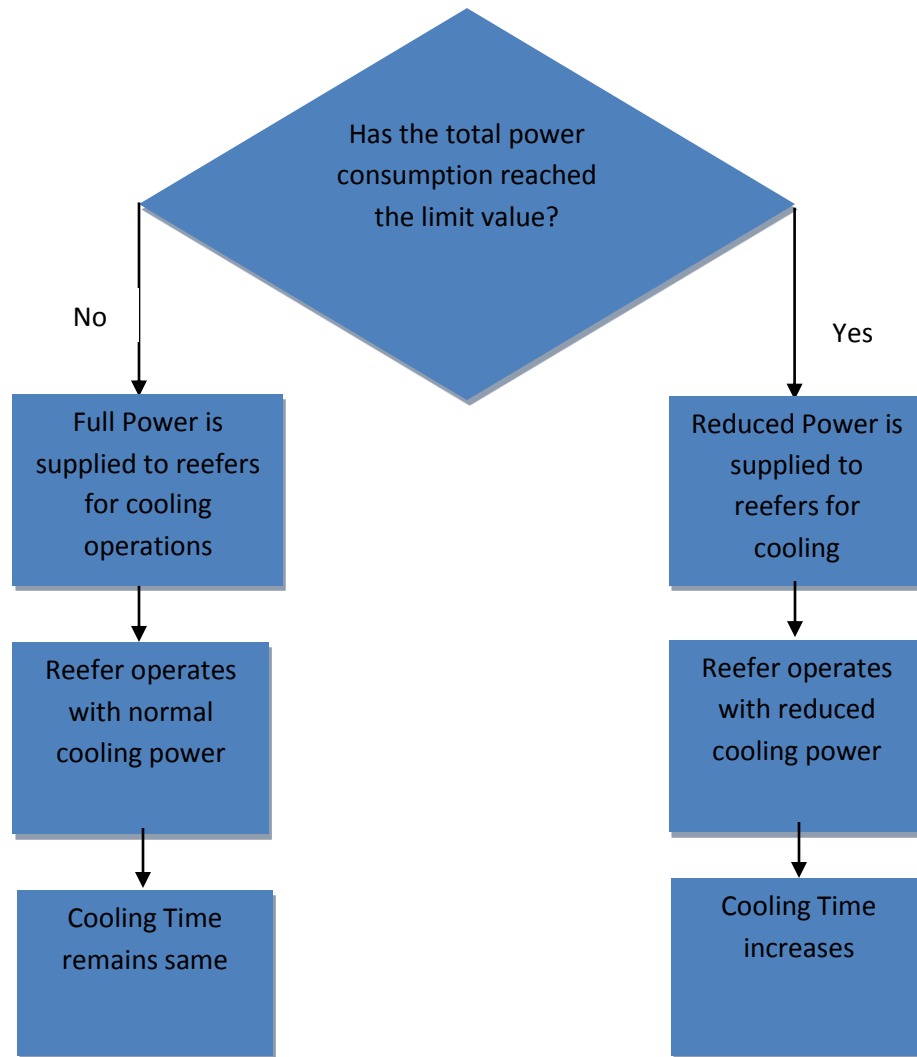 Has the total power
consumption reached
the limit value?
No
Yes
Full Power is
supplied to reefers
for cooling
operations
Reduced Power is
supplied to
reefers for
cooling
Reefer operates
with normal
cooling power
Reefer operates
with reduced
cooling power
Cooling Time
remains same
Cooling Time
increases